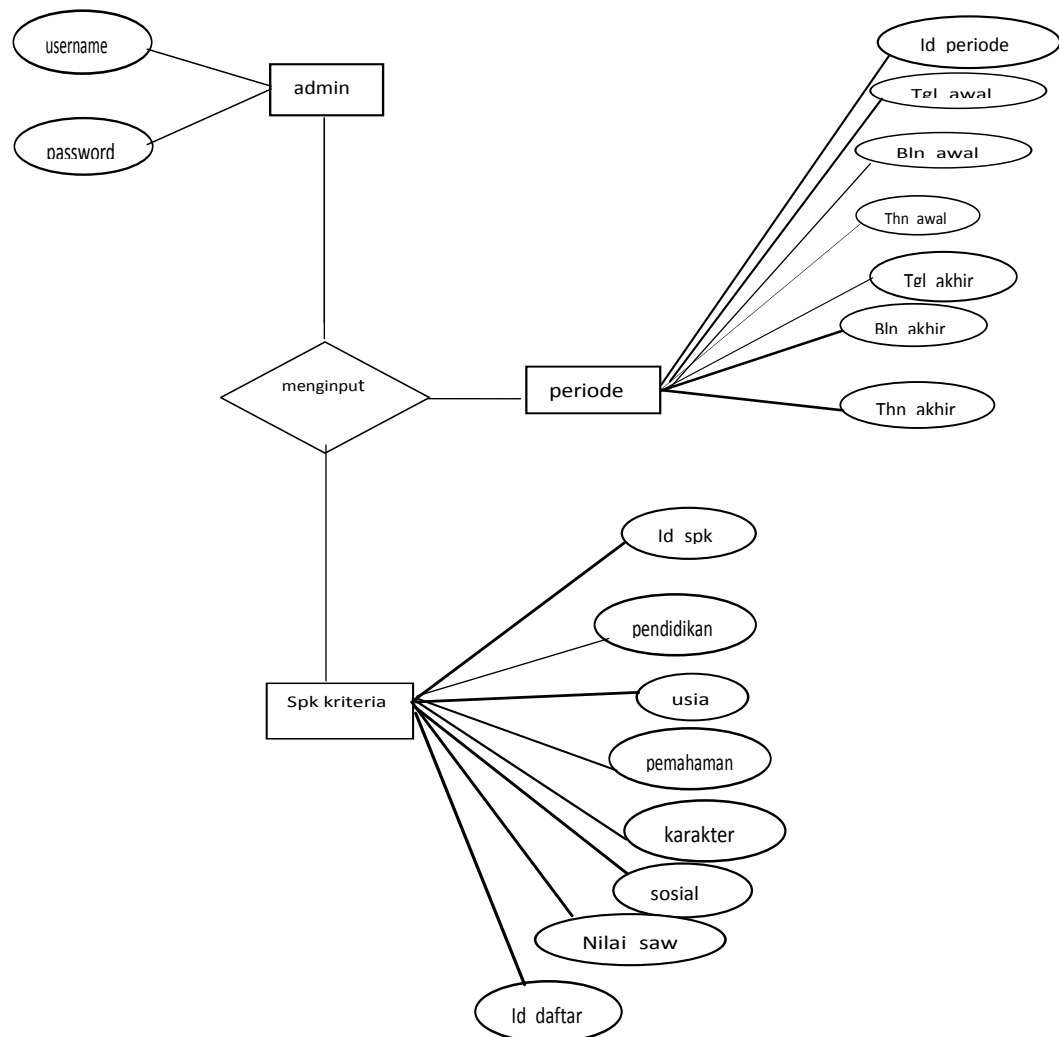 username
admin
password
Id periode
Tgl awal
Bln awal
Thn awal
Tgl akhir
Bln akhir
Thn akhir
menginput
periode
Id spk
pendidikan
usia
Spk kriteria
pemahaman
karakter
sosial
Nilai saw
Id daftar